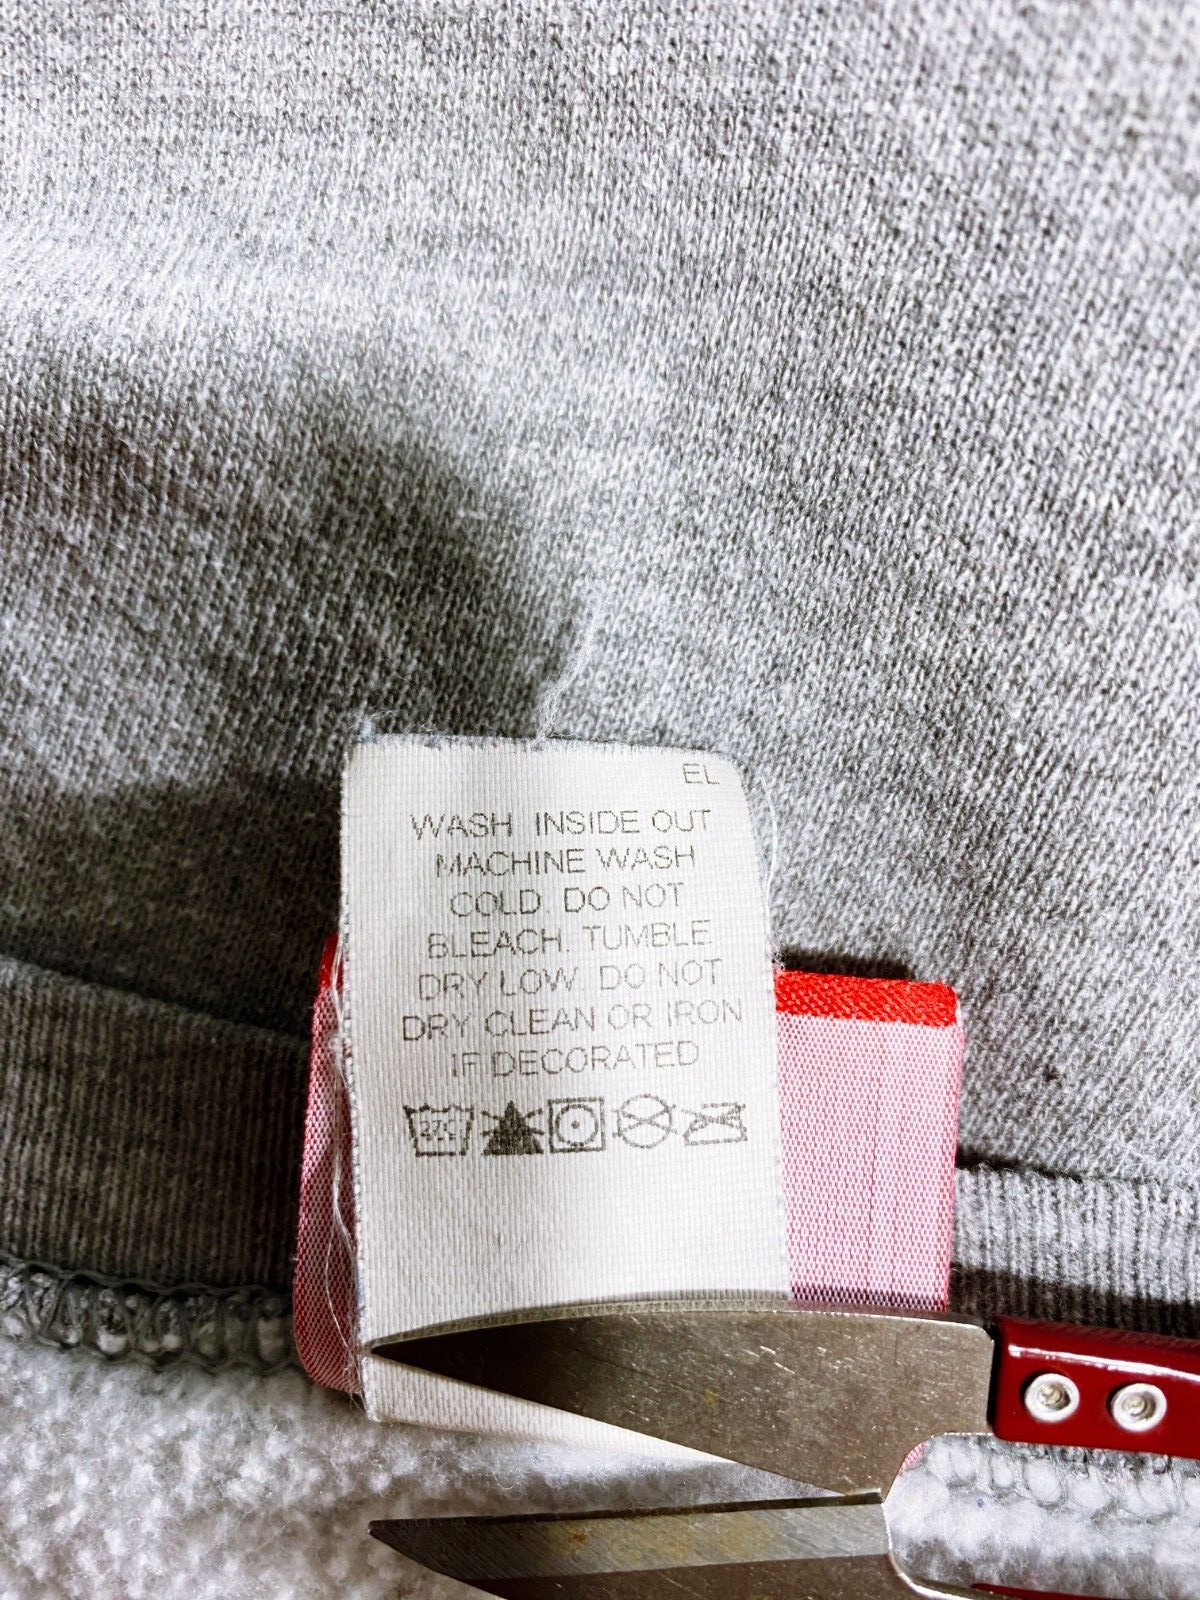 EL
WASH INSIDE OUT
MACHINE WASH
COLD. DO NOT
BLEACH. TUMBLE
DRY LOW. DO NOT
DRY CLEAN OR IRON
IF DECORATED